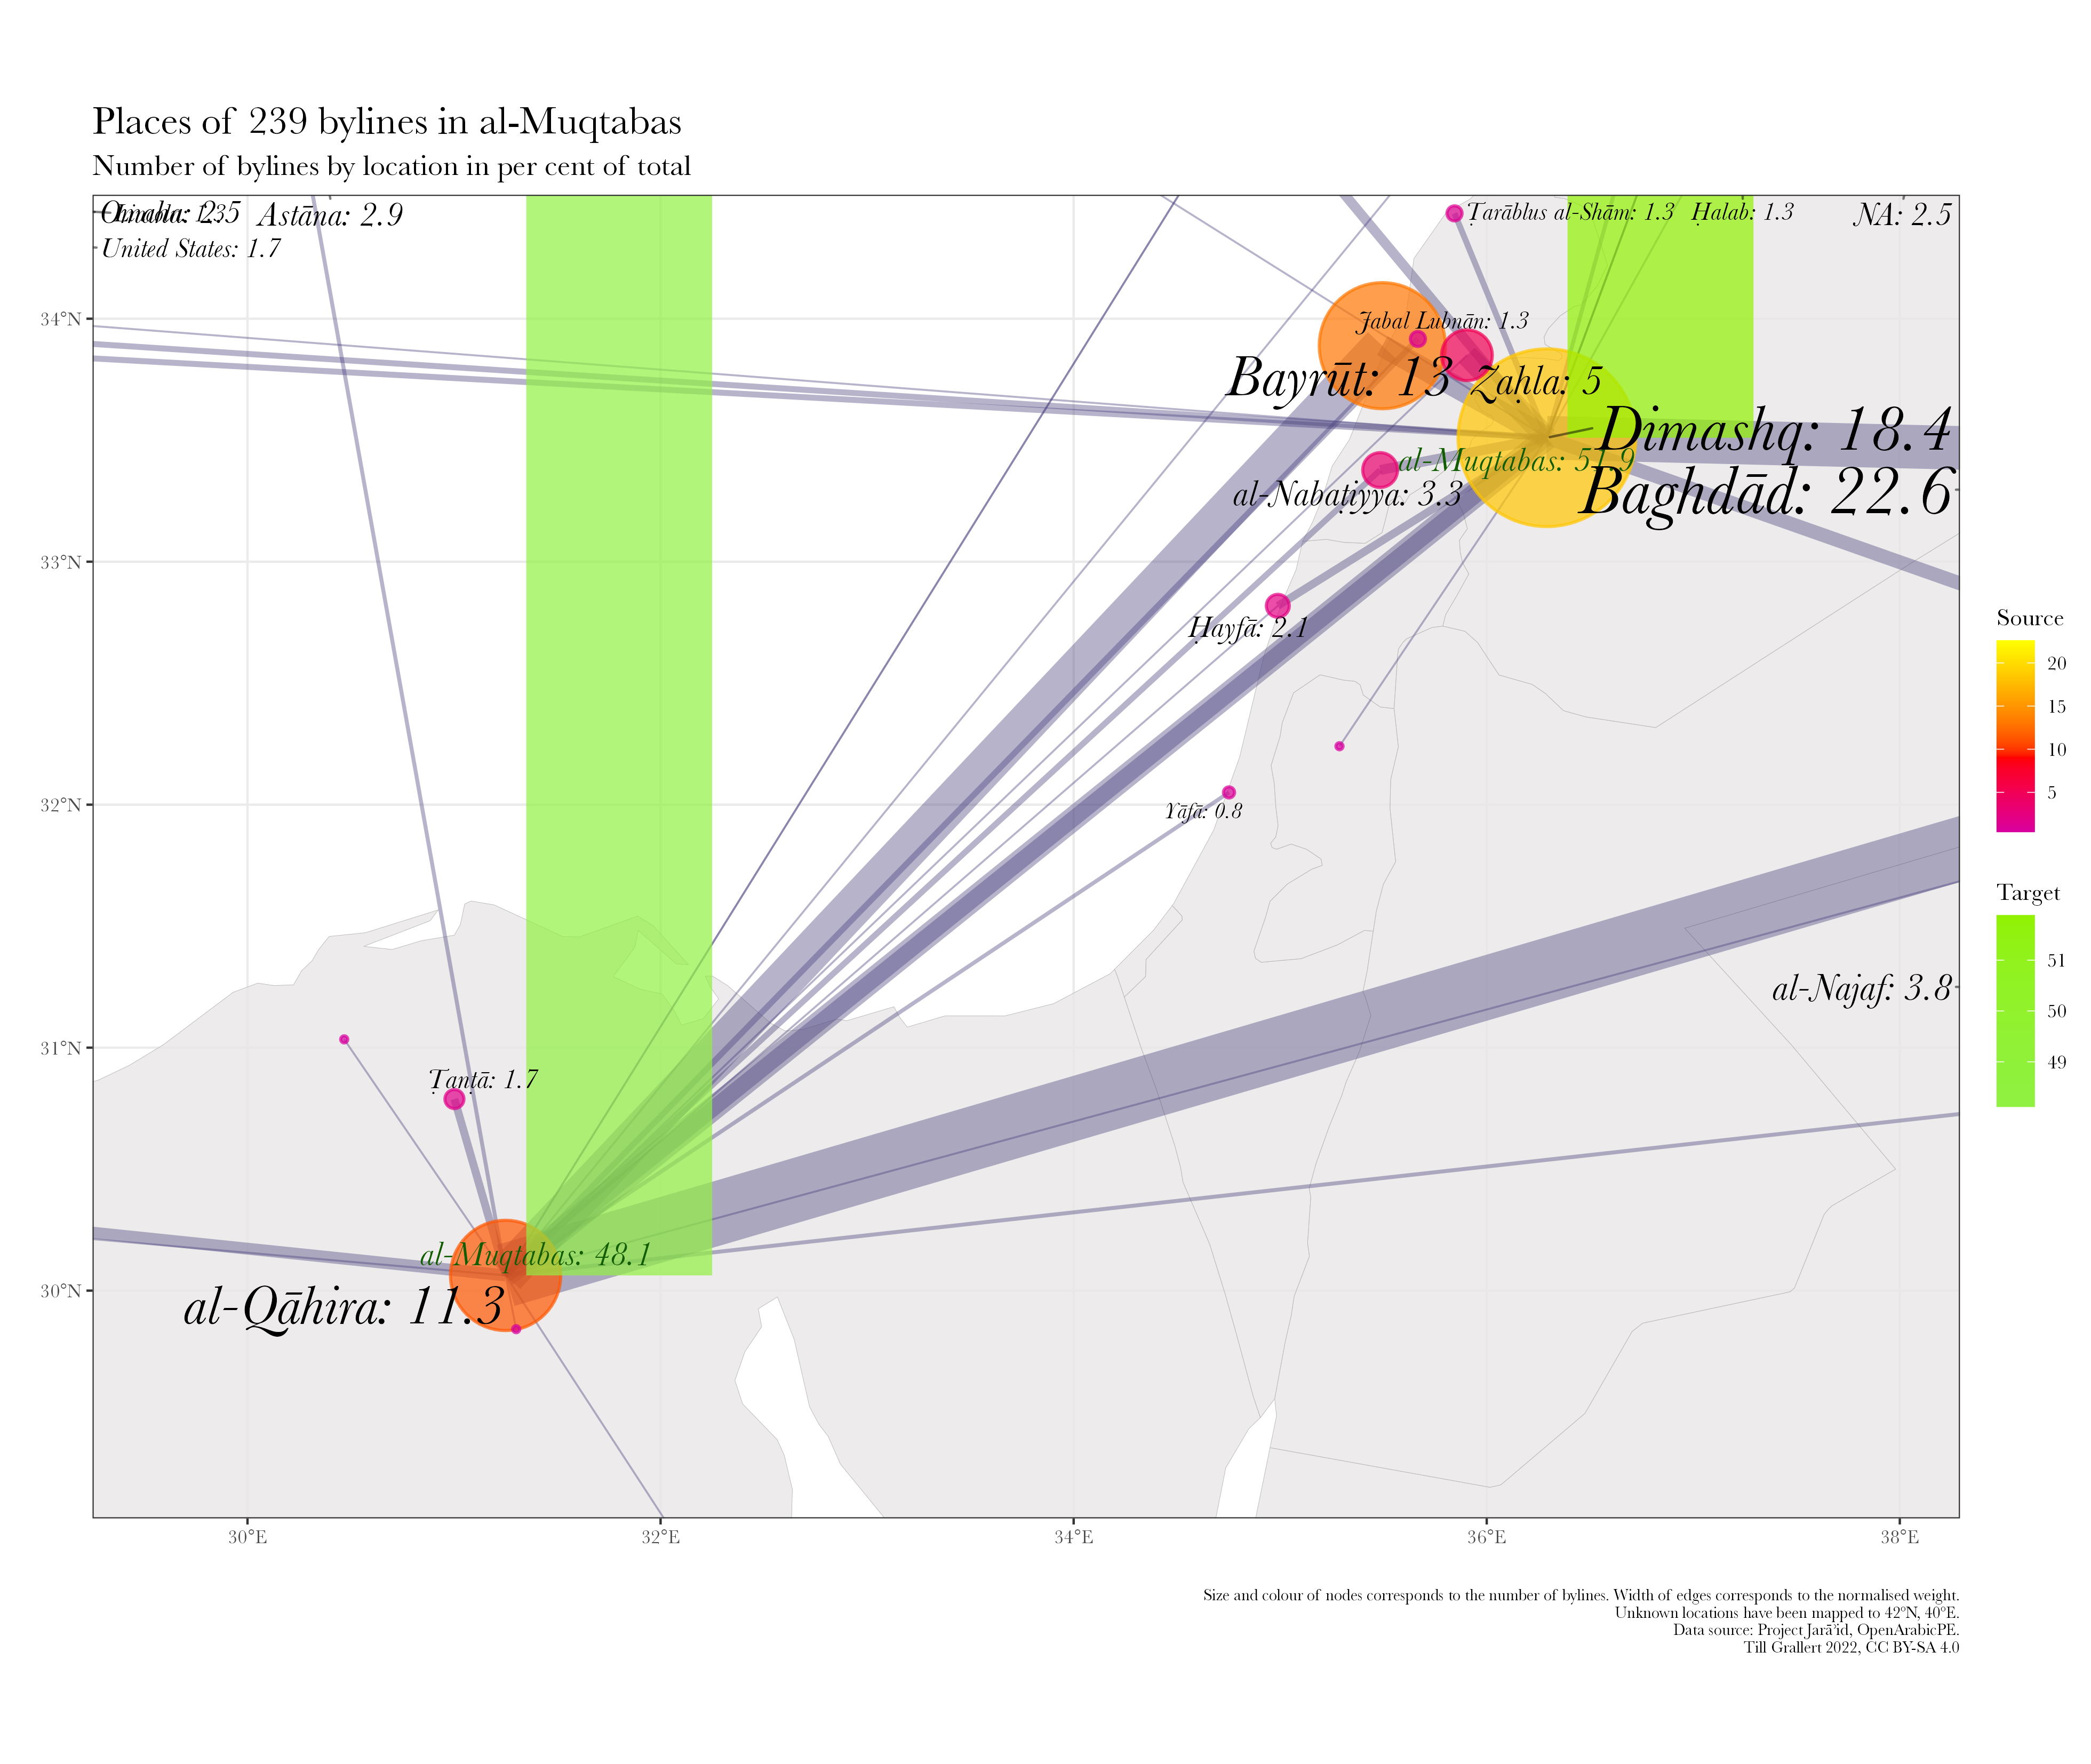 Places of 239 bylines in al-Muqtabas
Number of bylines by location in per cent of total
Omaha: 2.5
Astāna: 2.9
United States: 1.7
Ṭarāblus al-Shām: 1.3
Ḥalab: 1.3
NA: 2.5
34°N
Jabal Lubnān: 1.3
Bayrūt: 13
Zaḥla: 5
Dimashq: 18.4
al-Muqtabas: 51.9
Baghdād: 22.6
al-Nabaṭiyya: 3.3
33°N
Ḥayfā: 2.1
32°N
Yāfā: 0.8
al-Najaf: 3.8
31°N
Ṭanṭā: 1.7
al-Muqtabas: 48.1
30°N
al-Qāhira: 11.3
30°E
32°E
34°E
36°E
38°E
Source
20
15
10
5
Target
51
50
49
Size and colour of nodes corresponds to the number of bylines. Width of edges corresponds to the normalised weight.
Unknown locations have been mapped to 42°N, 40°E.
Data source: Project Jarāʾid, OpenArabicPE.
Till Grallert 2022, CC BY-SA 4.0